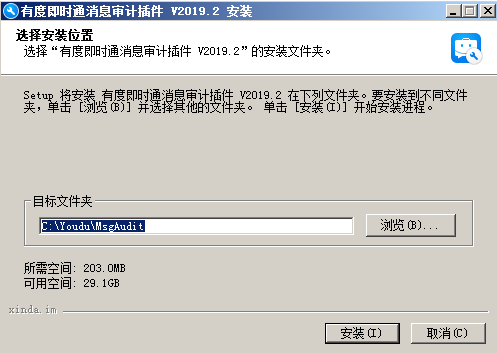 有度即时通消息审计插件 V2019.2 安装
选择安装位置
选择“有度即时通消息审计插件 V2019.2”的安装文件夹。
Setup 将安装 有度即时通消息审计插件 V2019.2 在下列文件夹。要安装到不同文件
夹，单击 [浏览(B)] 并选择其他的文件夹。 单击 [安装(I)] 开始安装进程。
目标文件夹
C:\Youdu\MsgAudit
浏览(B)...
所需空间: 203.0MB
可用空间: 29.1GB
xinda.im
安装(I)
取消(C)